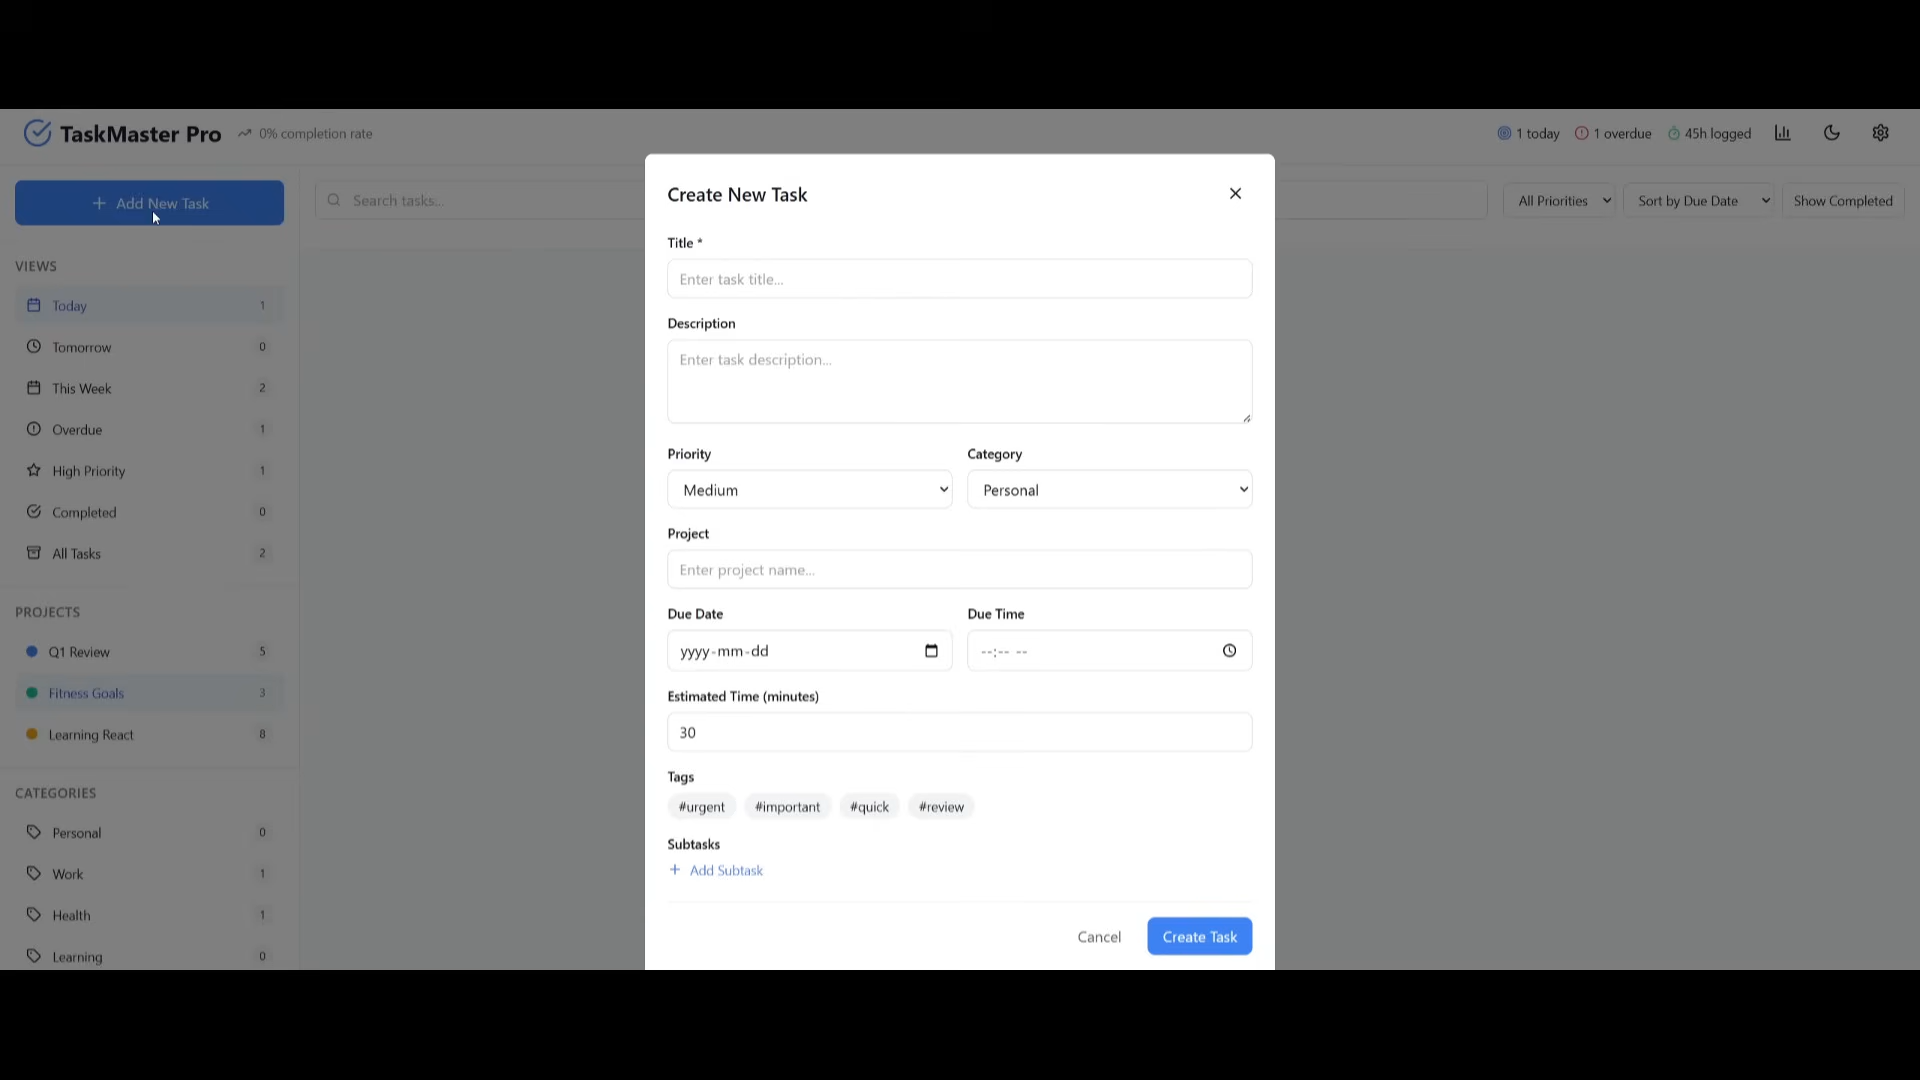 TaskMaster Pro 0% completion rate 1 today 1 overdue 45h logged
Add New Task
Search tasks... All Priorities Sort by Due Date Show Completed
VIEWS
Today 1
Tomorrow 0
This Week 2
Overdue 1
High Priority 1
Completed 0
All Tasks 2
PROJECTS
Q1 Review 5
Fitness Goals 3
Learning React 8
CATEGORIES
Personal 0
Work 1
Health 1
Learning 0
Create New Task
Title *
Enter task title...
Description
Enter task description...
Priority Category
Medium Personal
Project
Enter project name...
Due Date Due Time
yyyy-mm-dd --:-- --
Estimated Time (minutes)
30
Tags
#urgent #important #quick #review
Subtasks
+ Add Subtask
Cancel Create Task